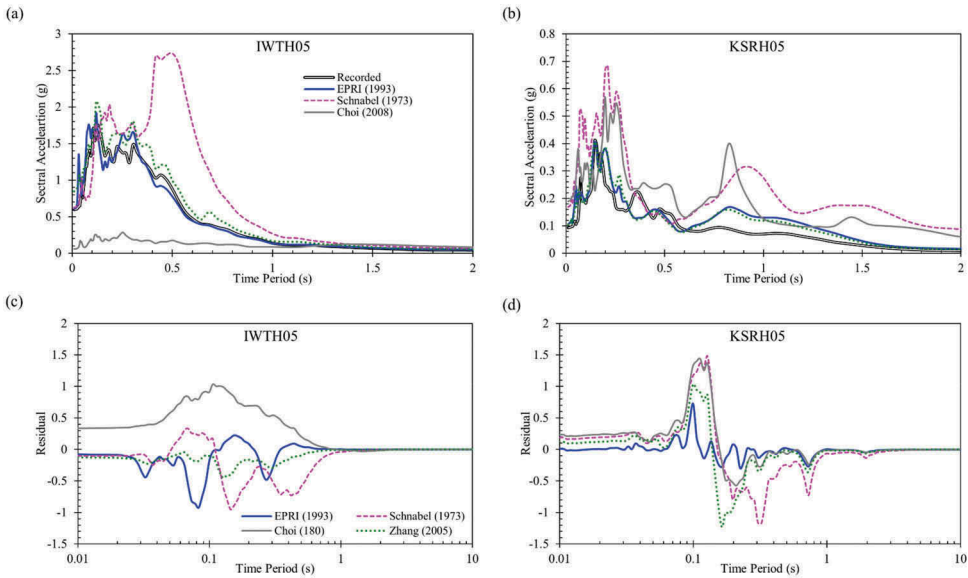 (a)
IWTH05
3
2.5
2
1.5
1
0.5
0
Sectral Acceleartion (g)
Recorded
EPRI (1993)
Schnabel (1973)
Choi (2008)
0
0.5
1
1.5
2
Time Period (s)
(b)
KSRH05
0.8
0.7
0.6
0.5
0.4
0.3
0.2
0.1
0
Sectral Acceleartion (g)
0
0.5
1
1.5
2
Time Period (s)
(c)
IWTH05
2
1.5
1
0.5
0
-0.5
-1
-1.5
Residual
EPRI (1993)
Schnabel (1973)
Choi (180)
Zhang (2005)
0.01
0.1
1
10
Time Period (s)
(d)
KSRH05
2
1.5
1
0.5
0
-0.5
-1
-1.5
Residual
0.01
0.1
1
10
Time Period (s)